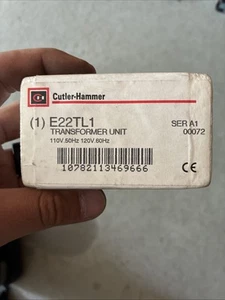 Cutler-Hammer
(1) E22TL1 SER A1
TRANSFORMER UNIT 00072
110V.50Hz 120V.60Hz
10782113469666 CE